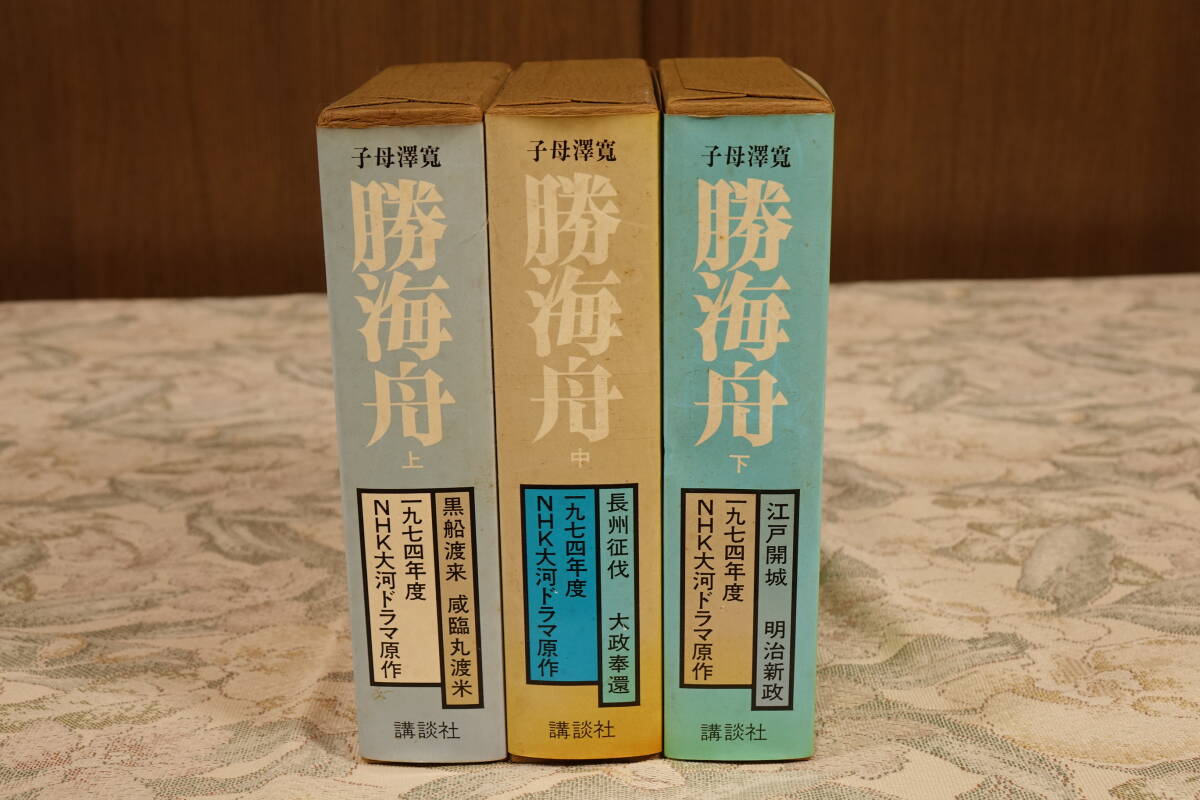 子母澤寛
勝海舟
上
黒船渡来 咸臨丸渡米
一九七四年度
NHK大河ドラマ原作
講談社
子母澤寛
勝海舟
中
長州征伐 大政奉還
一九七四年度
NHK大河ドラマ原作
講談社
子母澤寛
勝海舟
下
江戸開城 明治新政
一九七四年度
NHK大河ドラマ原作
講談社